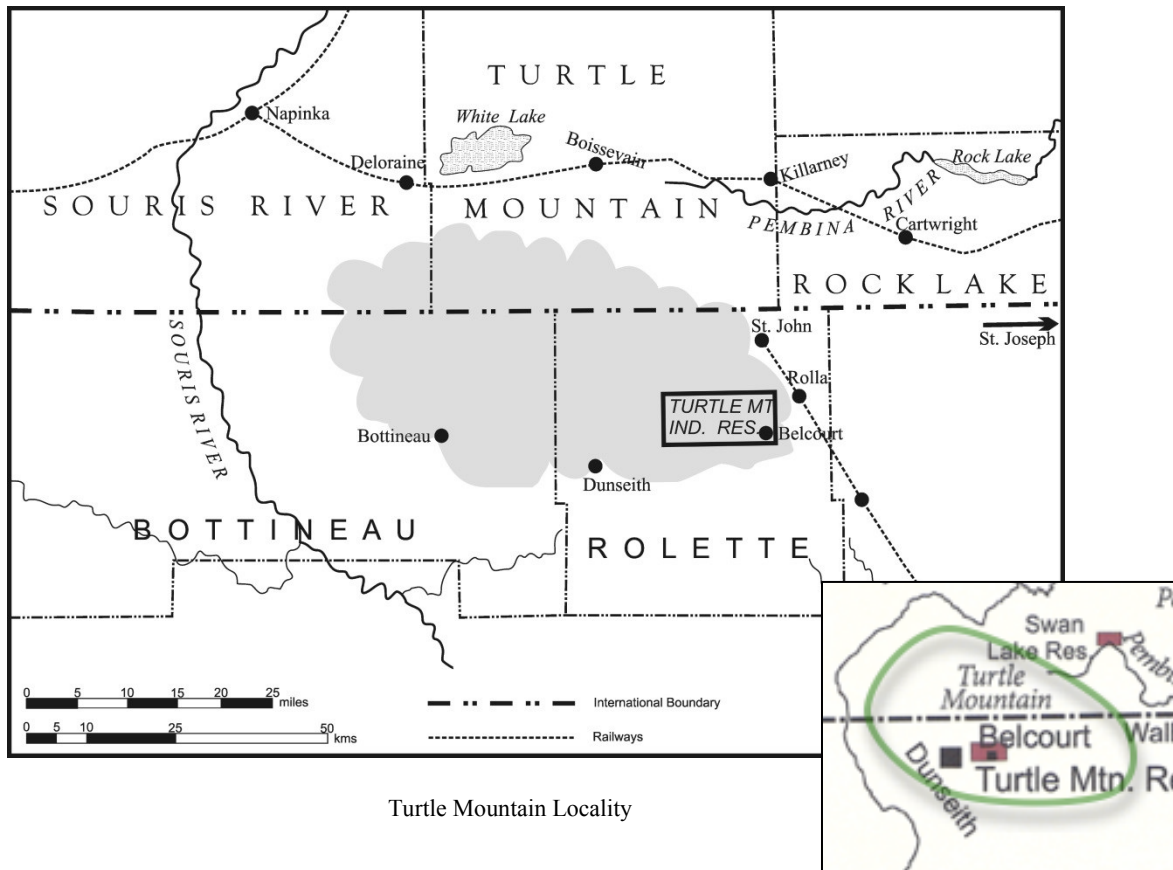 TURTLE
Napinka
White Lake
Boissevain
Rock Lake
Deloraine
Killarney
SOURIS RIVER
MOUNTAIN
PEMBINA RIVER
Cartwright
ROCK LAKE
St. John
St. Joseph
SOURIS RIVER
Rolla
TURTLE MT
IND. RES.
Bottineau
Belcourt
Dunseith
BOTTINEAU
ROLETTE
0 5 10 15 20 25
miles
International Boundary
0 5 10 25 50
kms
Railways
Turtle Mountain Locality
Swan
Lake Res.
Turtle
Mountain
Belcourt
Dunseith
Turtle Mtn.